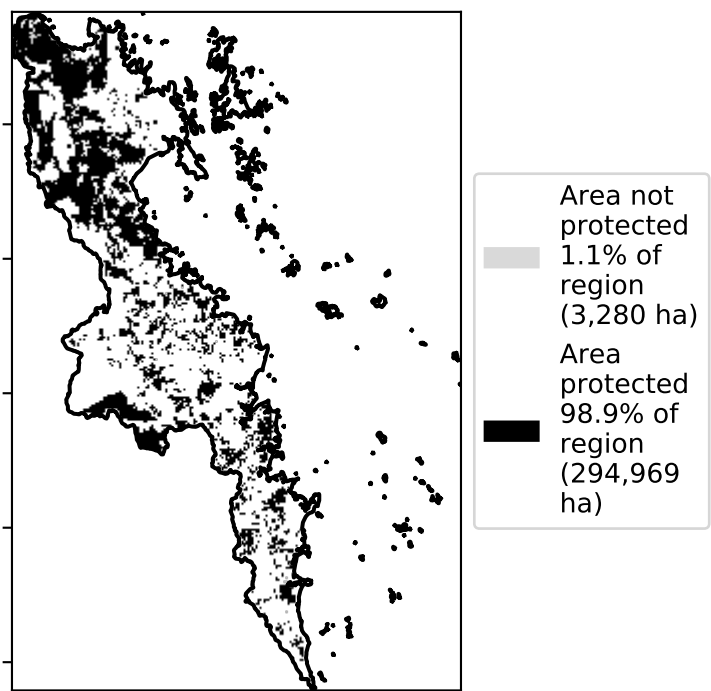 Area not
protected
1.1% of
region
(3,280 ha)
Area
protected
98.9% of
region
(294,969
ha)